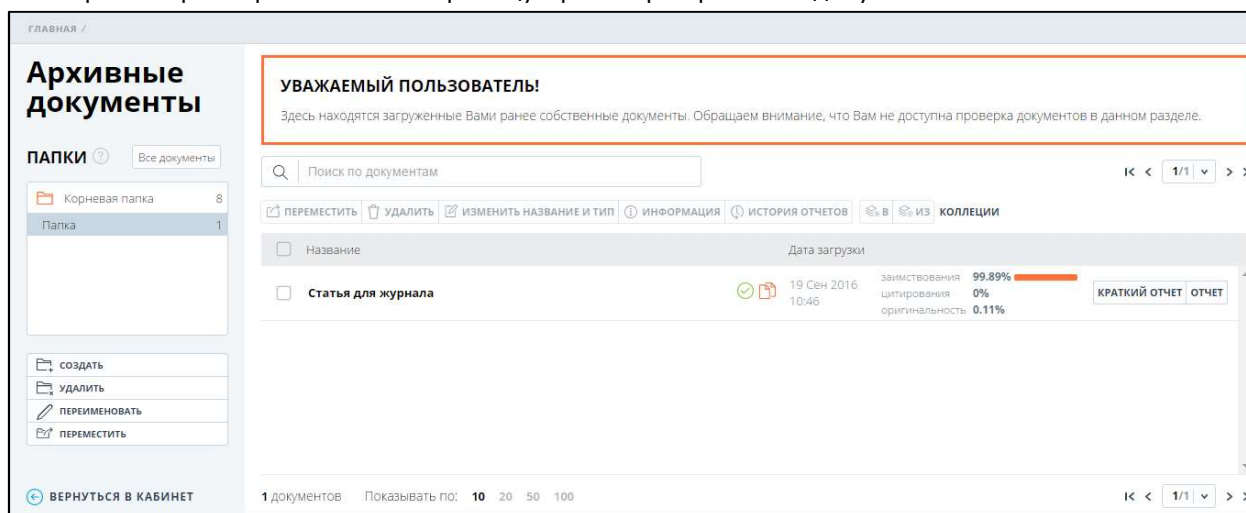 ГЛАВНАЯ /
Архивные
документы
ПАПКИ ?
Все документы
Корневая папка 8
Папка 1
СОЗДАТЬ
УДАЛИТЬ
ПЕРЕИМЕНОВАТЬ
ПЕРЕМЕСТИТЬ
ВЕРНУТЬСЯ В КАБИНЕТ
УВАЖАЕМЫЙ ПОЛЬЗОВАТЕЛЬ!
Здесь находятся загруженные Вами ранее собственные документы. Обращаем внимание, что Вам не доступна проверка документов в данном разделе.
Поиск по документам
1/1
ПЕРЕМЕСТИТЬ УДАЛИТЬ ИЗМЕНИТЬ НАЗВАНИЕ И ТИП ИНФОРМАЦИЯ ИСТОРИЯ ОТЧЕТОВ В ИЗ КОЛЛЕЦИИ
Название Дата загрузки
Статья для журнала
19 Сен 2016
10:46
заимствования 99.89%
цитирования 0%
оригинальность 0.11%
КРАТКИЙ ОТЧЕТ ОТЧЕТ
1 документов Показывать по: 10 20 50 100
1/1